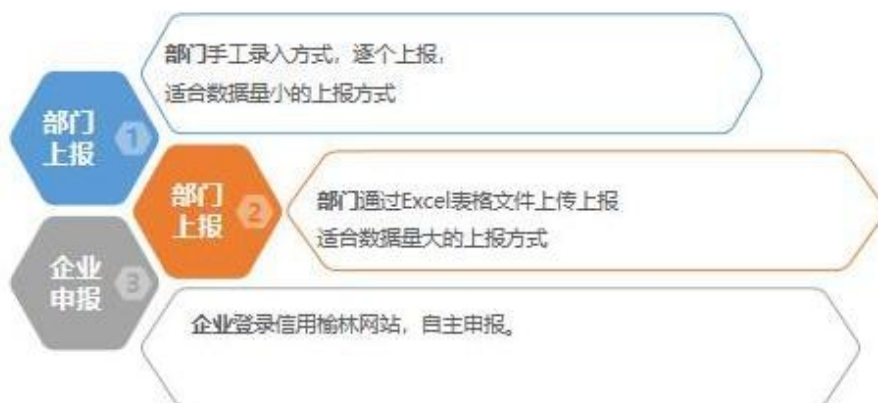 部门
上报
1
部门手工录入方式，逐个上报，
适合数据量小的上报方式
部门
上报
2
部门通过Excel表格文件上传上报
适合数据量大的上报方式
企业
申报
3
企业登录信用榆林网站，自主申报。